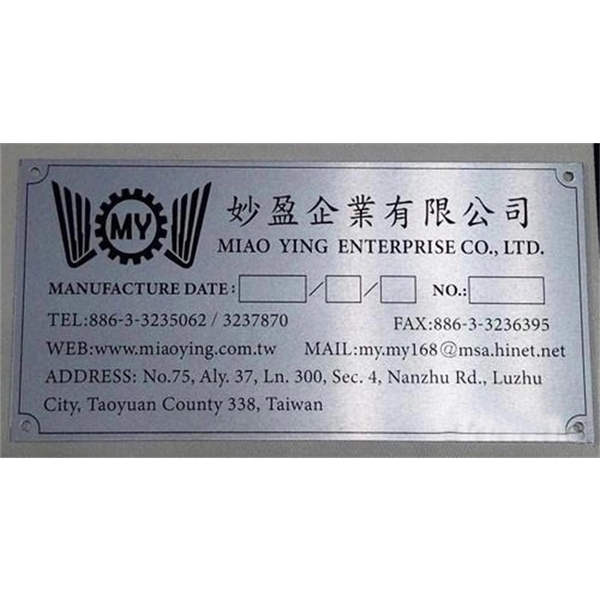 MY
妙盈企業有限公司
MIAO YING ENTERPRISE CO., LTD.
MANUFACTURE DATE: / / NO.:
TEL:886-3-3235062 / 3237870 FAX:886-3-3236395
WEB:www.miaoying.com.tw MAIL:my.my168@msa.hinet.net
ADDRESS: No.75, Aly. 37, Ln. 300, Sec. 4, Nanzhu Rd., Luzhu
City, Taoyuan County 338, Taiwan